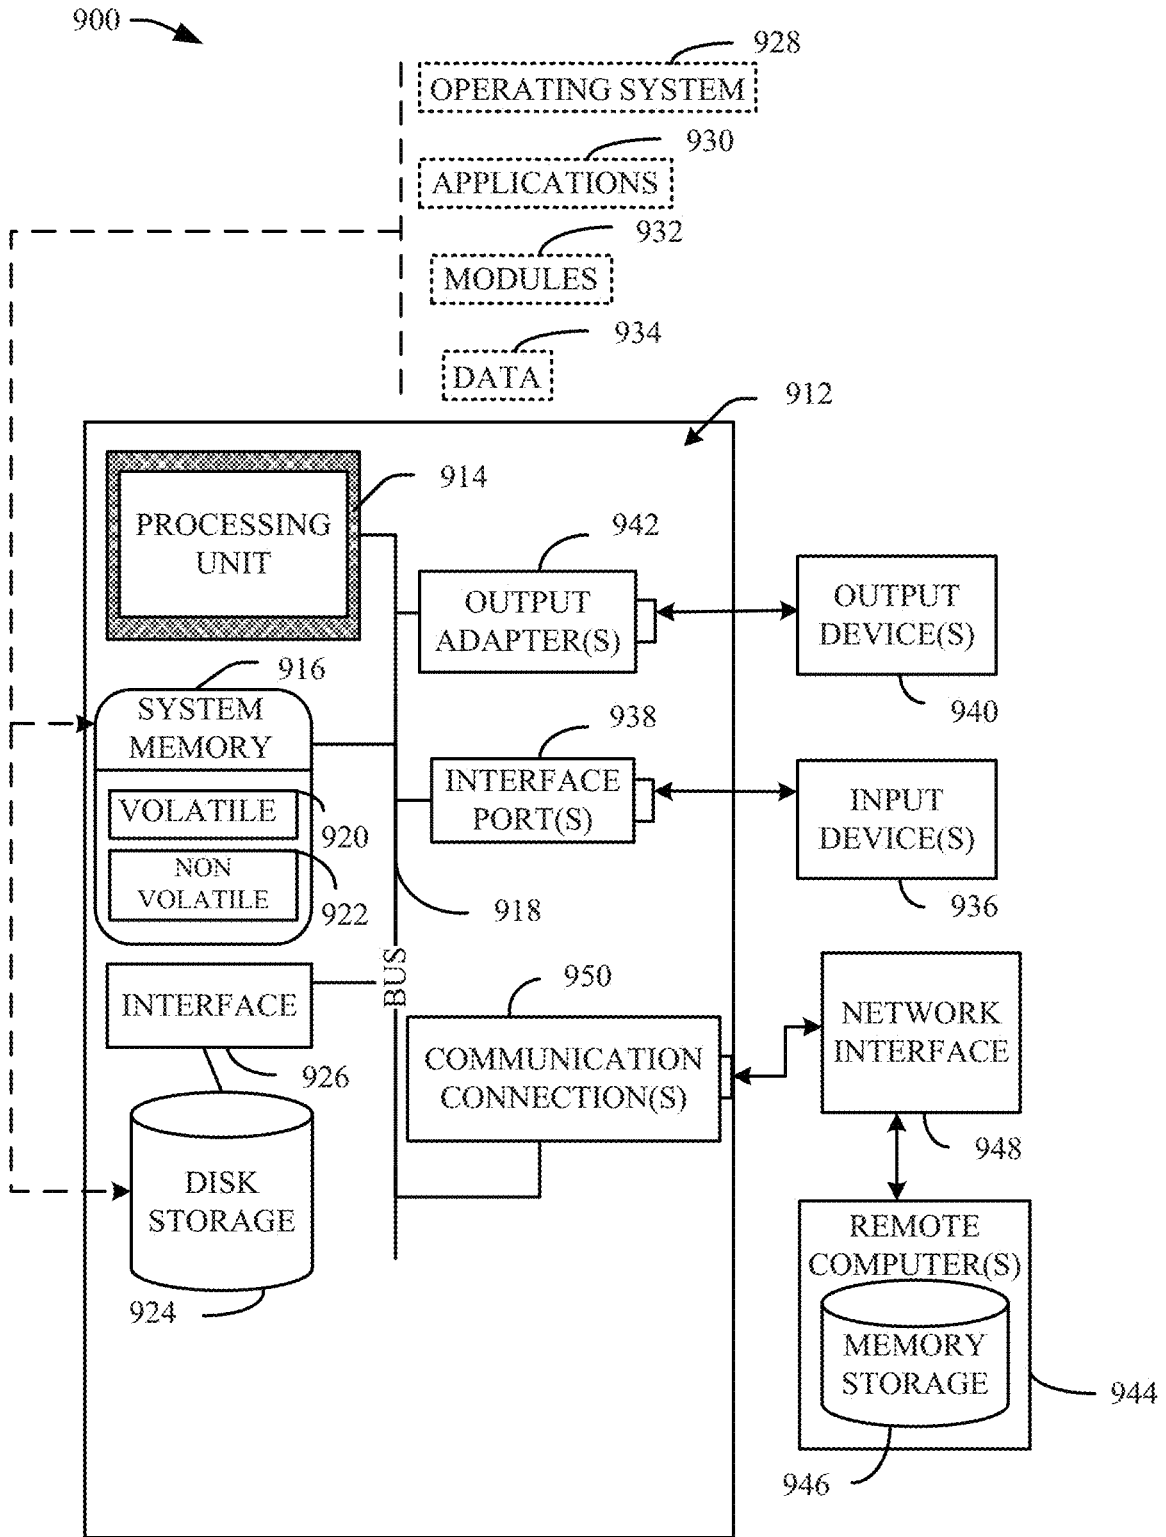 900
928
OPERATING SYSTEM
930
APPLICATIONS
932
MODULES
934
DATA
912
914
PROCESSING
UNIT
942
OUTPUT
ADAPTER(S)
OUTPUT
DEVICE(S)
940
916
SYSTEM
MEMORY
938
INTERFACE
PORT(S)
INPUT
DEVICE(S)
936
VOLATILE
920
NON
VOLATILE
922
918
BUS
INTERFACE
926
950
COMMUNICATION
CONNECTION(S)
NETWORK
INTERFACE
948
DISK
STORAGE
924
REMOTE
COMPUTER(S)
MEMORY
STORAGE
944
946